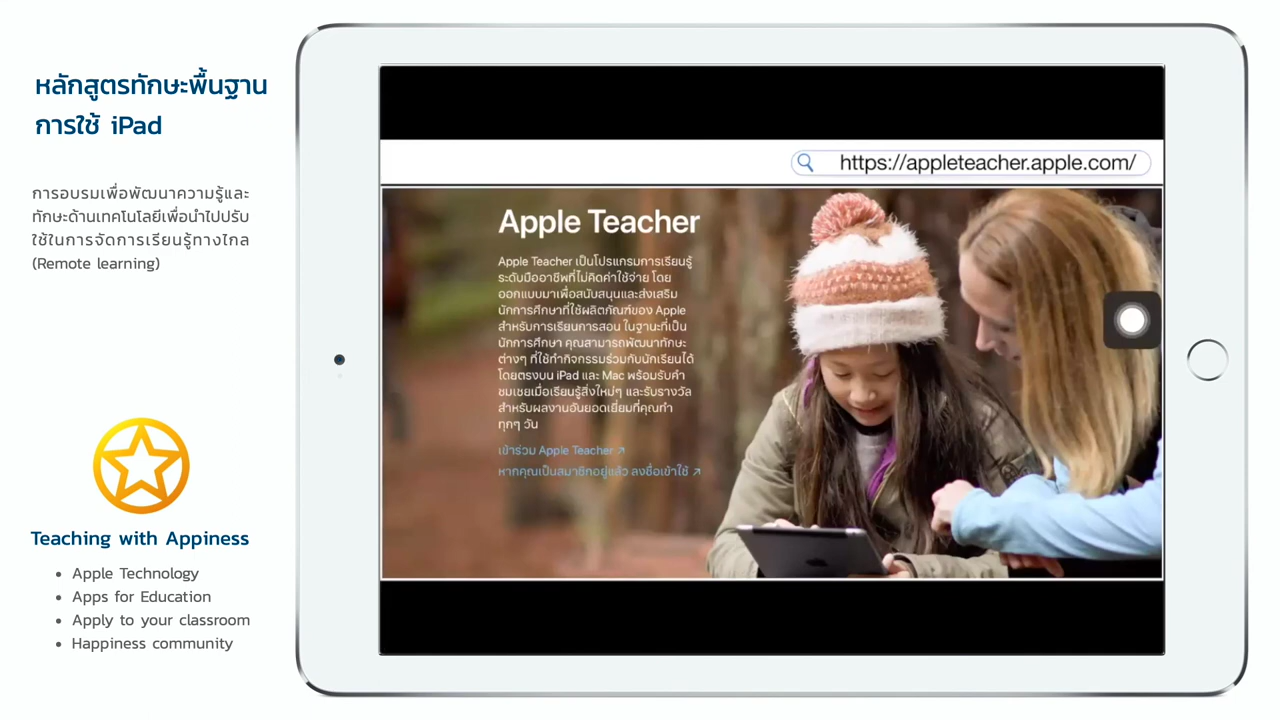 หลักสูตรทักษะพื้นฐาน
การใช้ iPad
การอบรมเพื่อพัฒนาความรู้และ
ทักษะด้านเทคโนโลยีเพื่อนำไปปรับ
ใช้ในการจัดการเรียนรู้ทางไกล
(Remote learning)
Teaching with Appiness
• Apple Technology
• Apps for Education
• Apply to your classroom
• Happiness community
https://appleteacher.apple.com/
Apple Teacher
Apple Teacher เป็นโปรแกรมการเรียนรู้
ระดับมืออาชีพที่ไม่คิดค่าใช้จ่าย โดย
ออกแบบมาเพื่อสนับสนุนและส่งเสริม
นักการศึกษาที่ใช้ผลิตภัณฑ์ของ Apple
สำหรับการเรียนการสอน ในฐานะที่เป็น
นักการศึกษา คุณสามารถพัฒนาทักษะ
ต่างๆ ที่ใช้ทำกิจกรรมร่วมกับนักเรียนได้
โดยตรงบน iPad และ Mac พร้อมรับคำ
ชมเชยเมื่อเรียนรู้สิ่งใหม่ๆ และรับรางวัล
สำหรับผลงานอันยอดเยี่ยมที่คุณทำ
ทุกๆ วัน
เข้าร่วม Apple Teacher ↗
หากคุณเป็นสมาชิกอยู่แล้ว ลงชื่อเข้าใช้ ↗